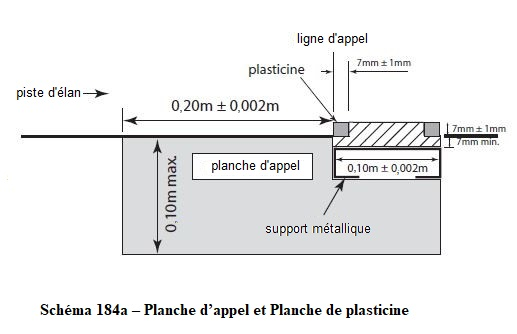 ligne d'appel
7mm ± 1mm
plasticine
piste d'élan
0,20m ± 0,002m
7mm ± 1mm
7mm min.
planche d'appel
0,10m ± 0,002m
0,10m max.
support métallique
Schéma 184a – Planche d’appel et Planche de plasticine